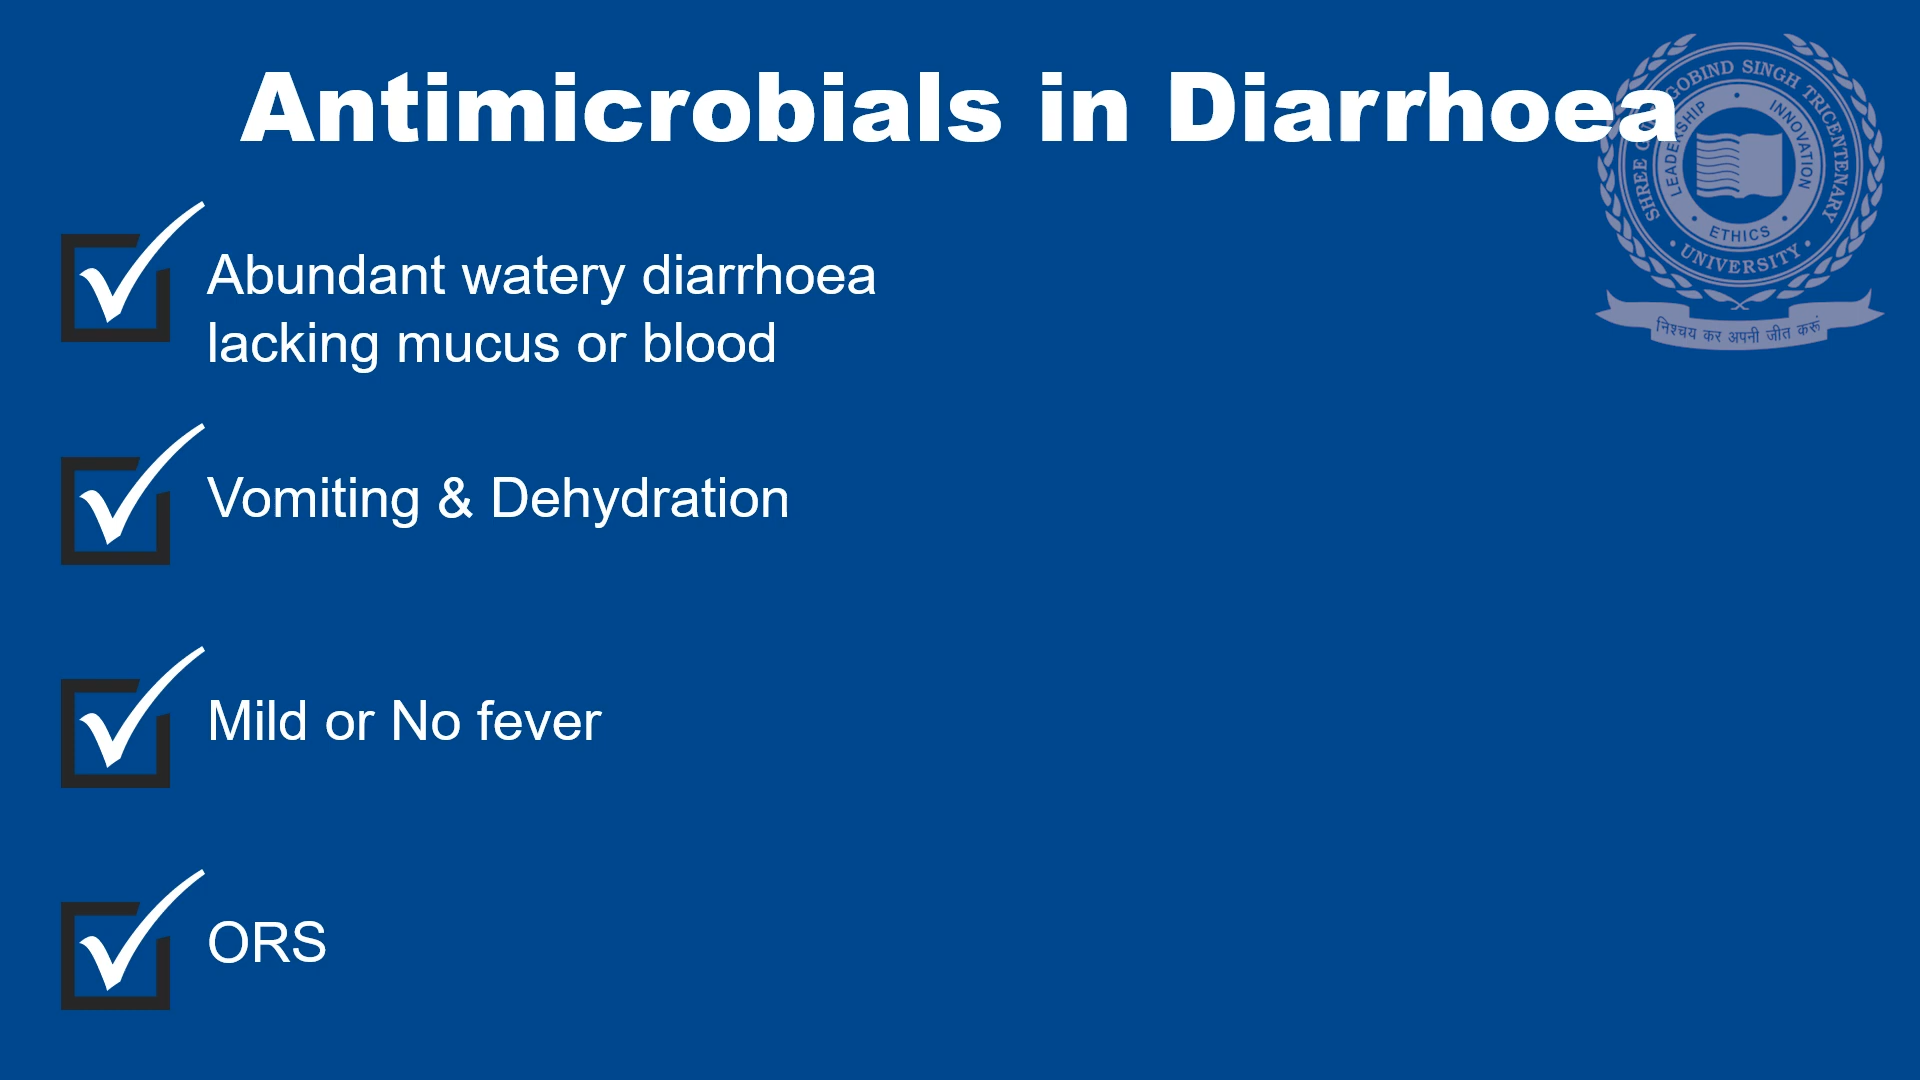 Antimicrobials in Diarrhoea
SHREE G GOBIND SINGH TRICENTENARY
UNIVERSITY
LEADERSHIP
INNOVATION
ETHICS
निश्चय कर अपनी जीत करूं
Abundant watery diarrhoea
lacking mucus or blood
Vomiting & Dehydration
Mild or No fever
ORS